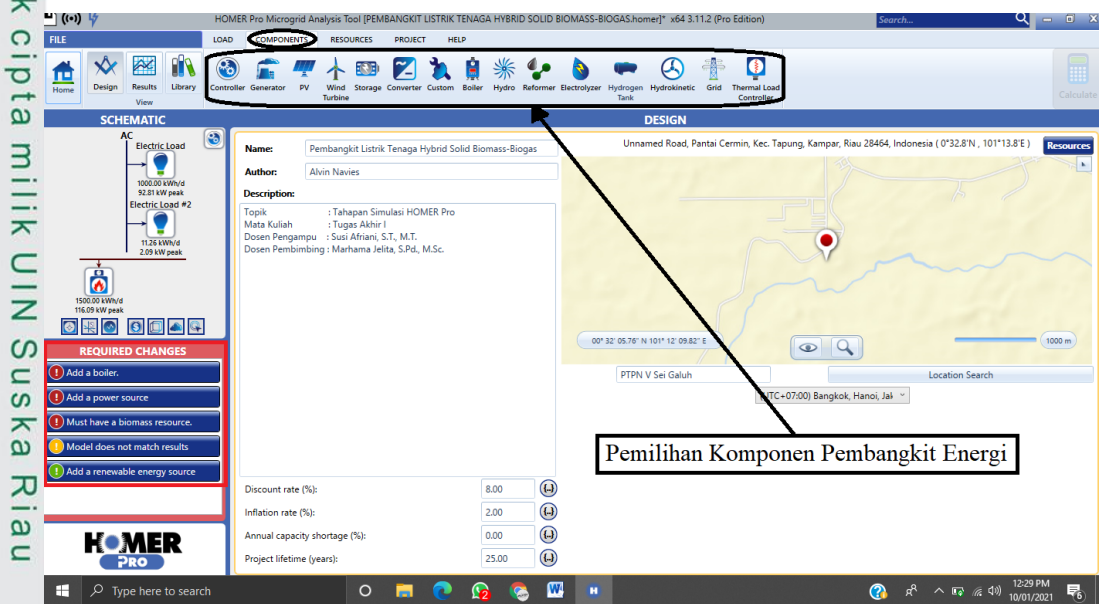 k cipta milik UIN Suska Riau
HOMER Pro Microgrid Analysis Tool [PEMBANGKIT LISTRIK TENAGA HYBRID SOLID BIOMASS-BIOGAS.homer]* x64 3.11.2 (Pro Edition)
Search...
FILE
LOAD COMPONENTS RESOURCES PROJECT HELP
Home
Design Results Library
View
Controller Generator PV Wind Turbine Storage Converter Custom Boiler Hydro Reformer Electrolyzer Hydrogen Tank Hydrokinetic Grid Thermal Load Controller
Calculate
SCHEMATIC
DESIGN
AC
Electric Load
1000.00 kWh/d
92.81 kW peak
Electric Load #2
11.26 kWh/d
2.09 kW peak
1500.00 kWh/d
116.09 kW peak
REQUIRED CHANGES
Add a boiler.
Add a power source
Must have a biomass resource.
Model does not match results
Add a renewable energy source
HOMER
PRO
Name: Pembangkit Listrik Tenaga Hybrid Solid Biomass-Biogas
Author: Alvin Navies
Description:
Topik : Tahapan Simulasi HOMER Pro
Mata Kuliah : Tugas Akhir I
Dosen Pengampu : Susi Afriani, S.T., M.T.
Dosen Pembimbing : Marhama Jelita, S.Pd., M.Sc.
Discount rate (%): 8.00
Inflation rate (%): 2.00
Annual capacity shortage (%): 0.00
Project lifetime (years): 25.00
Unnamed Road, Pantai Cermin, Kec. Tapung, Kampar, Riau 28464, Indonesia ( 0°32.8'N , 101°13.8'E )
Resources
00° 32' 05.76" N 101° 12' 09.82" E
1000 m
PTPN V Sei Galuh
Location Search
(UTC+07:00) Bangkok, Hanoi, Jak
Pemilihan Komponen Pembangkit Energi
Type here to search
12:29 PM
10/01/2021